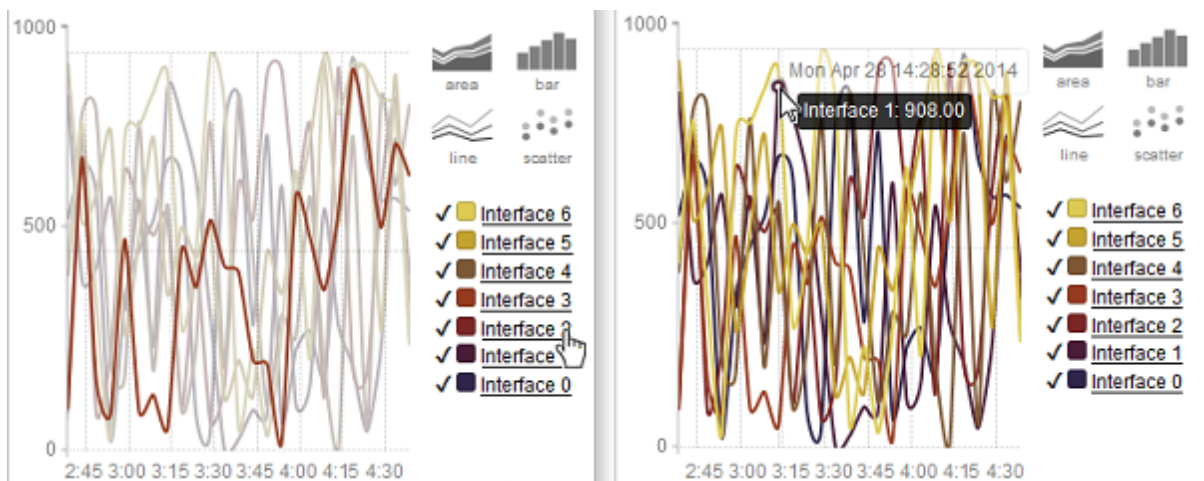 1000
500
0
2:45 3:00 3:15 3:30 3:45 4:00 4:15 4:30
area bar
line scatter
✓ Interface 6
✓ Interface 5
✓ Interface 4
✓ Interface 3
✓ Interface
✓ Interface
✓ Interface 0
1000
500
0
2:45 3:00 3:15 3:30 3:45 4:00 4:15 4:30
Mon Apr 28 14:28:52 2014
Interface 1: 908.00
area bar
line scatter
✓ Interface 6
✓ Interface 5
✓ Interface 4
✓ Interface 3
✓ Interface 2
✓ Interface 1
✓ Interface 0